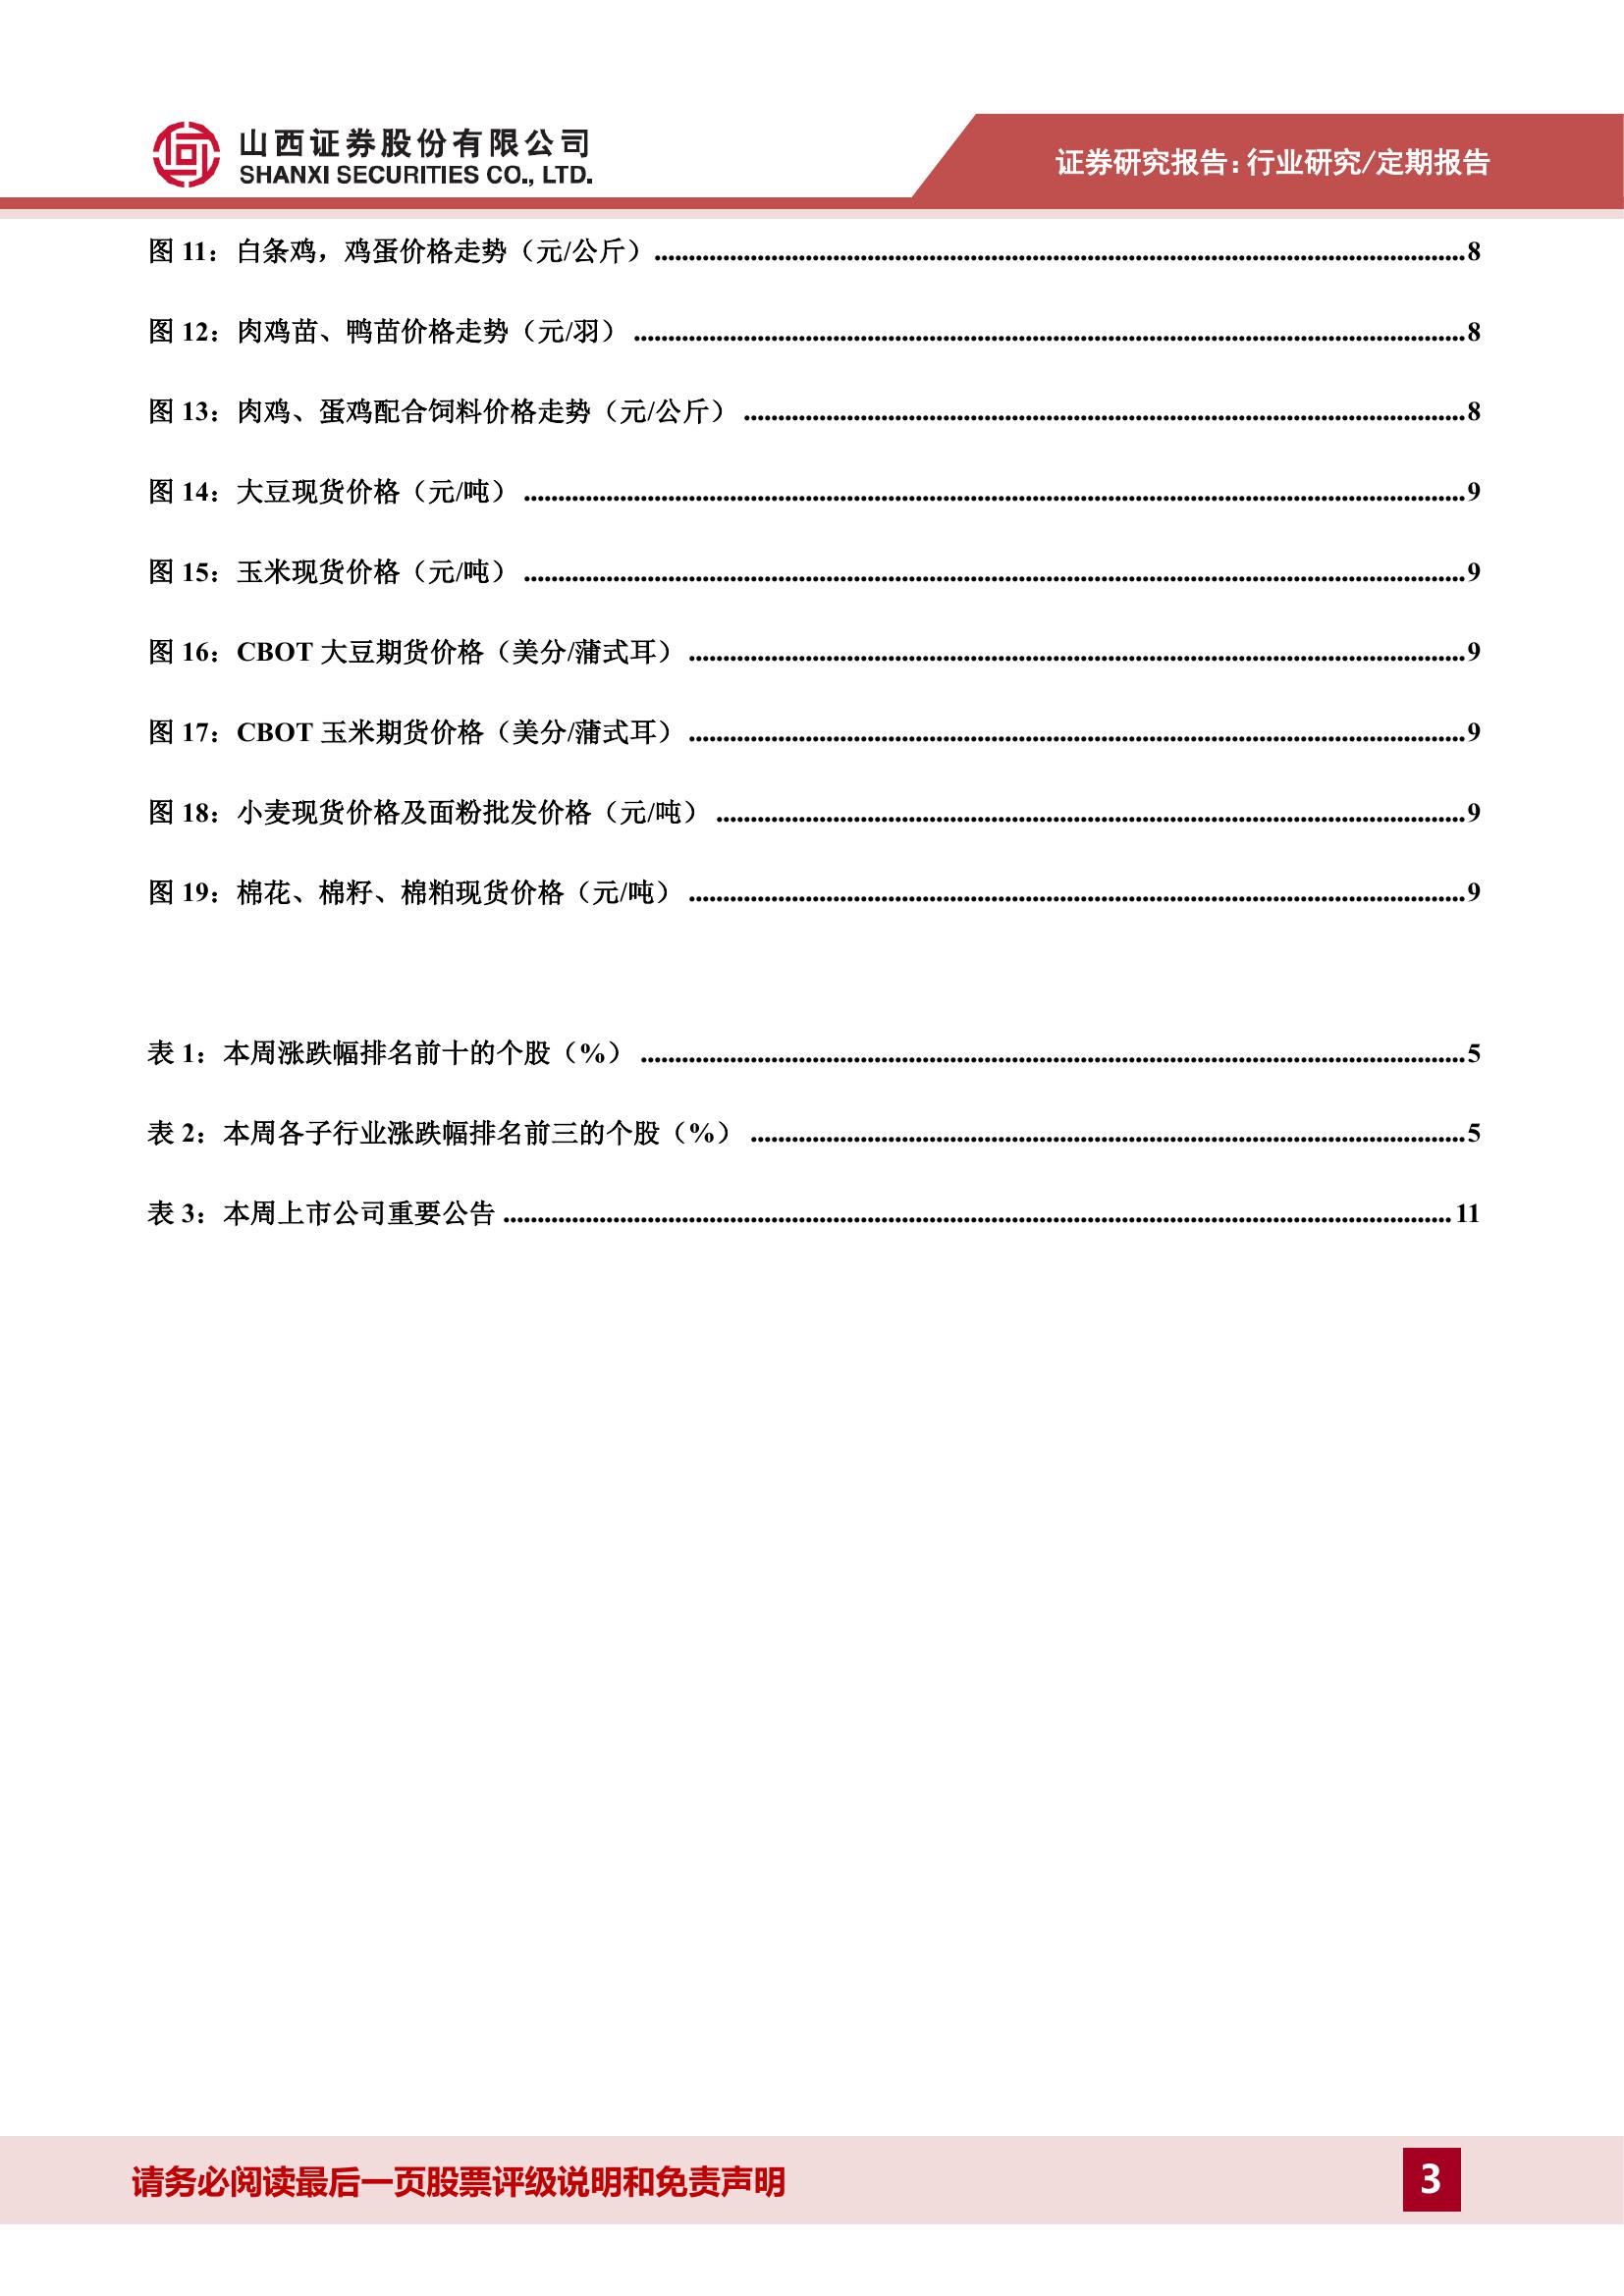 山西证券股份有限公司
SHANXI SECURITIES CO., LTD.
证券研究报告:行业研究/定期报告
图 11：白条鸡，鸡蛋价格走势（元/公斤）........................................8
图 12：肉鸡苗、鸭苗价格走势（元/羽）........................................8
图 13：肉鸡、蛋鸡配合饲料价格走势（元/公斤）........................................8
图 14：大豆现货价格（元/吨）........................................9
图 15：玉米现货价格（元/吨）........................................9
图 16：CBOT 大豆期货价格（美分/蒲式耳）........................................9
图 17：CBOT 玉米期货价格（美分/蒲式耳）........................................9
图 18：小麦现货价格及面粉批发价格（元/吨）........................................9
图 19：棉花、棉籽、棉粕现货价格（元/吨）........................................9
表 1：本周涨跌幅排名前十的个股（%）........................................5
表 2：本周各子行业涨跌幅排名前三的个股（%）........................................5
表 3：本周上市公司重要公告........................................11
请务必阅读最后一页股票评级说明和免责声明
3